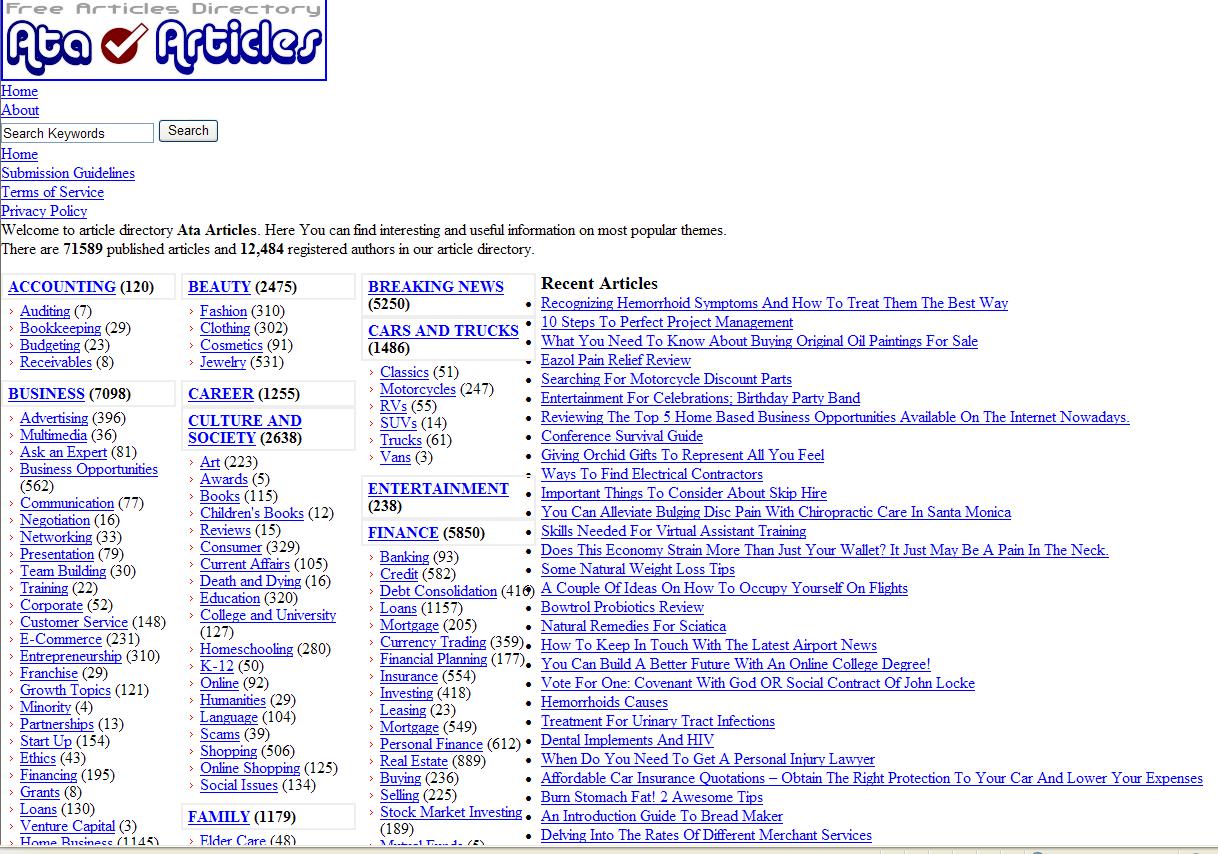 Free Articles Directory
Ata Articles
Home
About
Search Keywords
Search
Home
Submission Guidelines
Terms of Service
Privacy Policy
Welcome to article directory Ata Articles. Here You can find interesting and useful information on most popular themes.
There are 71589 published articles and 12,484 registered authors in our article directory.
ACCOUNTING (120)
Auditing (7)
Bookkeeping (29)
Budgeting (23)
Receivables (8)
BUSINESS (7098)
Advertising (396)
Multimedia (36)
Ask an Expert (81)
Business Opportunities
(562)
Communication (77)
Negotiation (16)
Networking (33)
Presentation (79)
Team Building (30)
Training (22)
Corporate (52)
Customer Service (148)
E-Commerce (231)
Entrepreneurship (310)
Franchise (29)
Growth Topics (121)
Minority (4)
Partnerships (13)
Start Up (154)
Ethics (43)
Financing (195)
Grants (8)
Loans (130)
Venture Capital (3)
Home Business (1145)
BEAUTY (2475)
Fashion (310)
Clothing (302)
Cosmetics (91)
Jewelry (531)
CAREER (1255)
CULTURE AND
SOCIETY (2638)
Art (223)
Awards (5)
Books (115)
Children's Books (12)
Reviews (15)
Consumer (329)
Current Affairs (105)
Death and Dying (16)
Education (320)
College and University
(127)
Homeschooling (280)
K-12 (50)
Online (92)
Humanities (29)
Language (104)
Scams (39)
Shopping (506)
Online Shopping (125)
Social Issues (134)
FAMILY (1179)
Elder Care (48)
BREAKING NEWS
(5250)
CARS AND TRUCKS
(1486)
Classics (51)
Motorcycles (247)
RVs (55)
SUVs (14)
Trucks (61)
Vans (3)
ENTERTAINMENT
(238)
FINANCE (5850)
Banking (93)
Credit (582)
Debt Consolidation (416)
Loans (1157)
Mortgage (205)
Currency Trading (359)
Financial Planning (177)
Insurance (554)
Investing (418)
Leasing (23)
Mortgage (549)
Personal Finance (612)
Real Estate (889)
Buying (236)
Selling (225)
Stock Market Investing
(189)
Mutual Funds (5)
Recent Articles
Recognizing Hemorrhoid Symptoms And How To Treat Them The Best Way
10 Steps To Perfect Project Management
What You Need To Know About Buying Original Oil Paintings For Sale
Eazol Pain Relief Review
Searching For Motorcycle Discount Parts
Entertainment For Celebrations; Birthday Party Band
Reviewing The Top 5 Home Based Business Opportunities Available On The Internet Nowadays.
Conference Survival Guide
Giving Orchid Gifts To Represent All You Feel
Ways To Find Electrical Contractors
Important Things To Consider About Skip Hire
You Can Alleviate Bulging Disc Pain With Chiropractic Care In Santa Monica
Skills Needed For Virtual Assistant Training
Does This Economy Strain More Than Just Your Wallet? It Just May Be A Pain In The Neck.
Some Natural Weight Loss Tips
A Couple Of Ideas On How To Occupy Yourself On Flights
Bowtrol Probiotics Review
Natural Remedies For Sciatica
How To Keep In Touch With The Latest Airport News
You Can Build A Better Future With An Online College Degree!
Vote For One: Covenant With God OR Social Contract Of John Locke
Hemorrhoids Causes
Treatment For Urinary Tract Infections
Dental Implements And HIV
When Do You Need To Get A Personal Injury Lawyer
Affordable Car Insurance Quotations – Obtain The Right Protection To Your Car And Lower Your Expenses
Burn Stomach Fat! 2 Awesome Tips
An Introduction Guide To Bread Maker
Delving Into The Rates Of Different Merchant Services